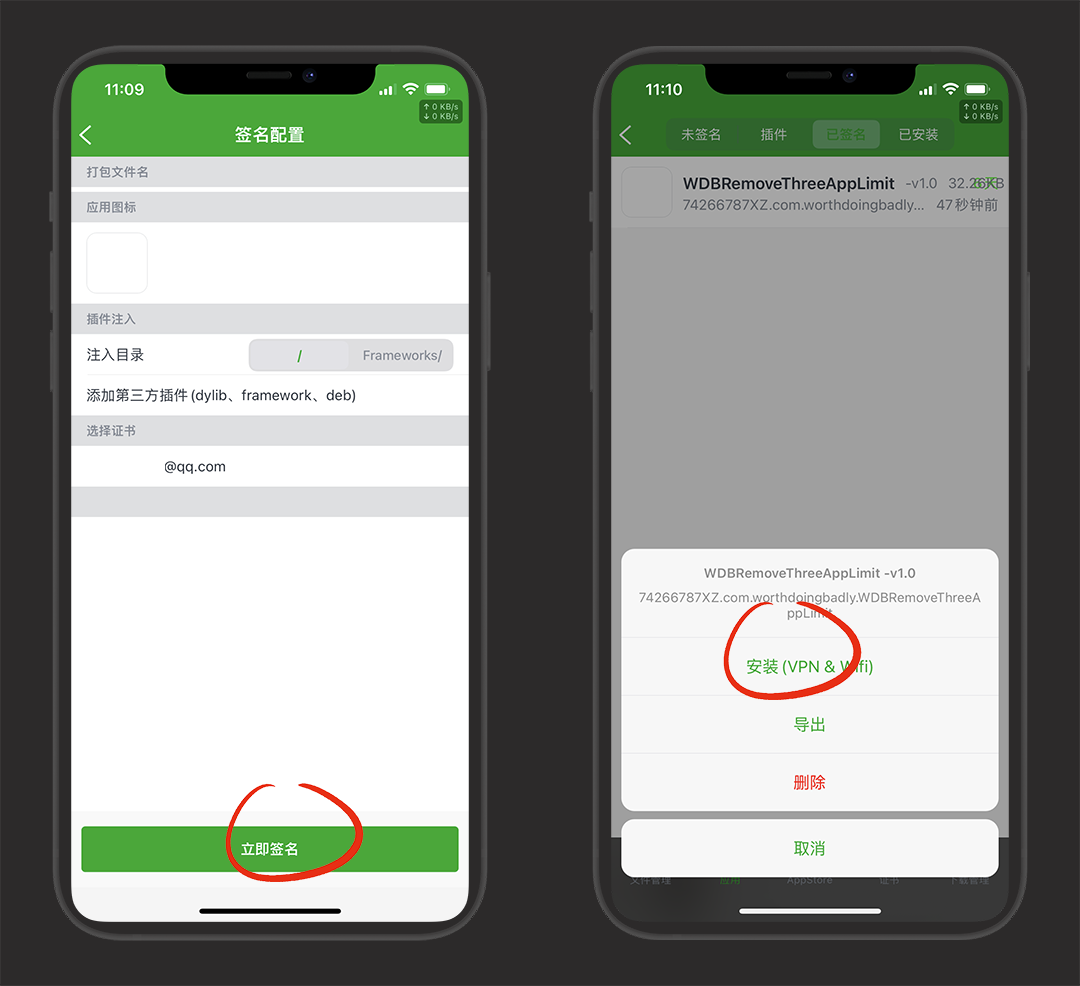 11:09
↑ 0 KB/s
↓ 0 KB/s
签名配置
打包文件名
应用图标
插件注入
注入目录
/
Frameworks/
添加第三方插件(dylib、framework、deb)
选择证书
@qq.com
立即签名
11:10
↑ 0 KB/s
↓ 0 KB/s
未签名 插件 已签名 已安装
WDBRemoveThreeAppLimit -v1.0 32.26KB
74266787XZ.com.worthdoingbadly... 47秒钟前
WDBRemoveThreeAppLimit -v1.0
74266787XZ.com.worthdoingbadly.WDBRemoveThreeA
ppLimit
安装 (VPN & Wifi)
导出
删除
取消
文件管理 应用 AppStore 证书 下载管理